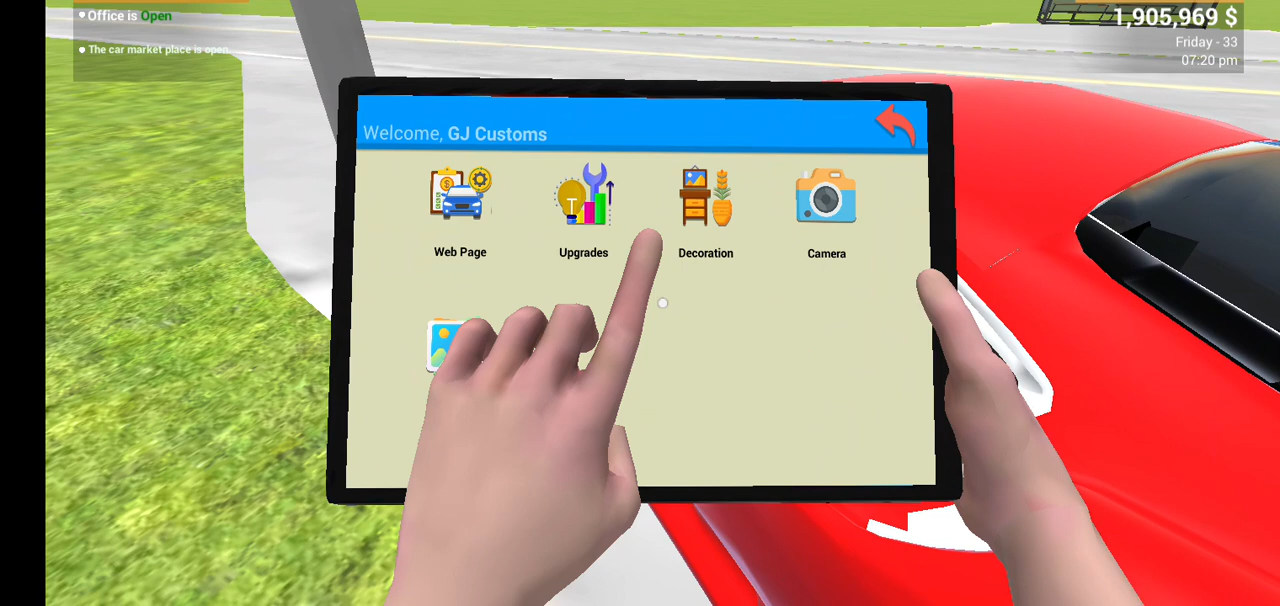 Office is Open
The car market place is open.
1,905,969 $
Friday - 33
07:20 pm
Welcome, GJ Customs
Web Page
Upgrades
Decoration
Camera